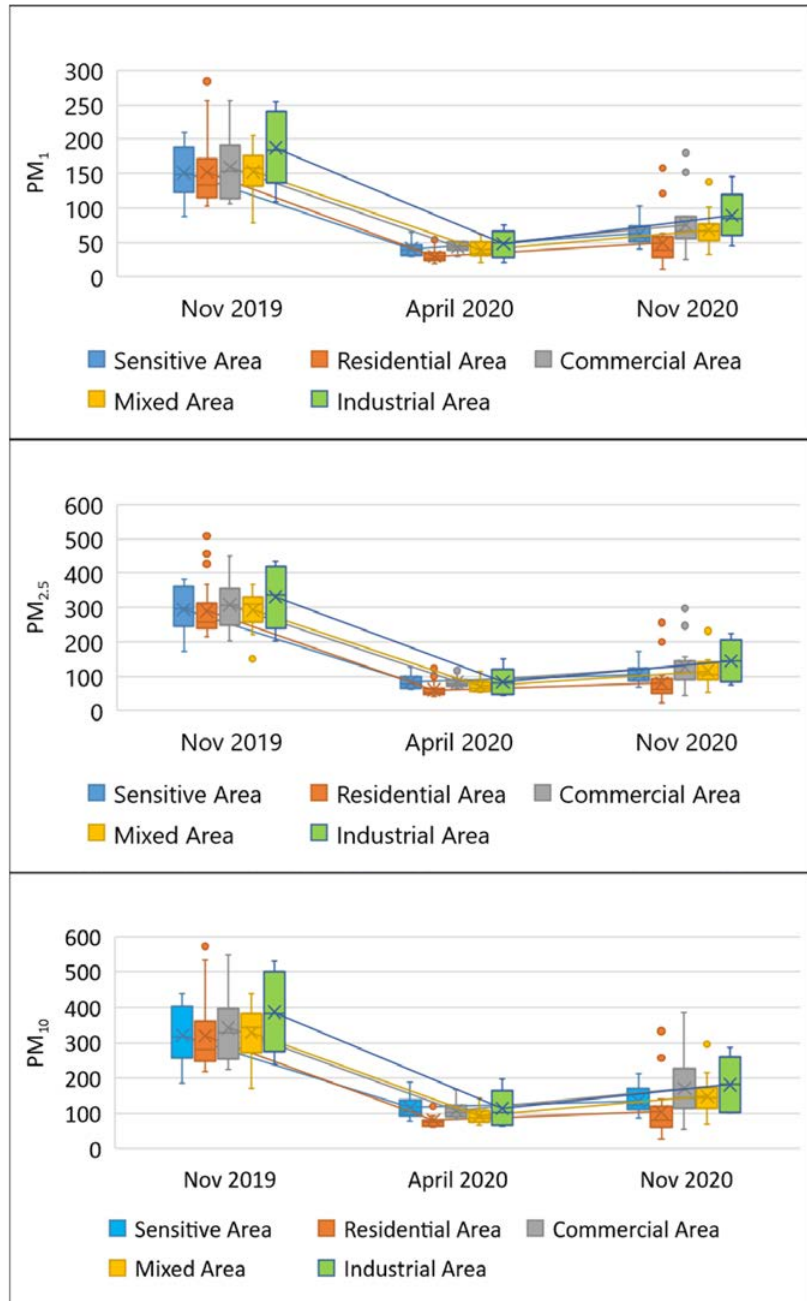 300
250
200
150
100
50
0
PM₁
Nov 2019 April 2020 Nov 2020
Sensitive Area Residential Area Commercial Area
Mixed Area Industrial Area
600
500
400
300
200
100
0
PM₂.₅
Nov 2019 April 2020 Nov 2020
Sensitive Area Residential Area Commercial Area
Mixed Area Industrial Area
600
500
400
300
200
100
0
PM₁₀
Nov 2019 April 2020 Nov 2020
Sensitive Area Residential Area Commercial Area
Mixed Area Industrial Area